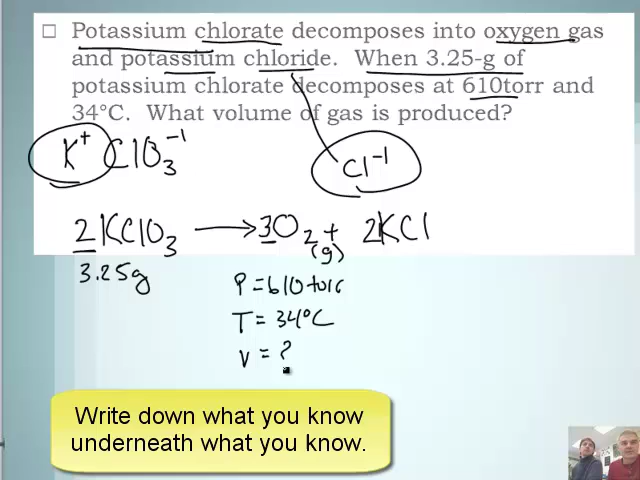 Potassium chlorate decomposes into oxygen gas
and potassium chloride. When 3.25-g of
potassium chlorate decomposes at 610torr and
34°C. What volume of gas is produced?
K⁺ ClO₃⁻¹
Cl⁻¹
2KClO₃ → 3O₂ + 2KCl
(g)
3.25g
P = 610 torr
T = 34°C
V = ?
Write down what you know
underneath what you know.